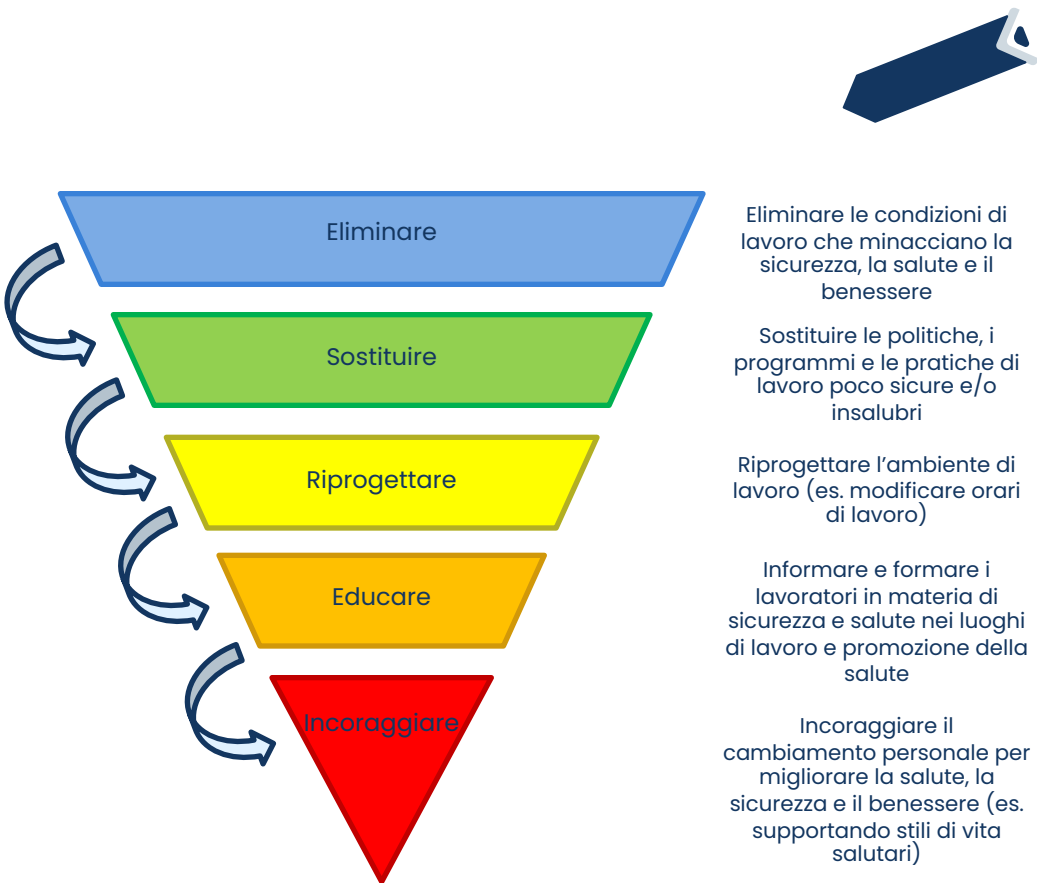 Eliminare
Eliminare le condizioni di
lavoro che minacciano la
sicurezza, la salute e il
benessere
Sostituire
Sostituire le politiche, i
programmi e le pratiche di
lavoro poco sicure e/o
insalubri
Riprogettare
Riprogettare l’ambiente di
lavoro (es. modificare orari
di lavoro)
Educare
Informare e formare i
lavoratori in materia di
sicurezza e salute nei luoghi
di lavoro e promozione della
salute
Incoraggiare
Incoraggiare il
cambiamento personale per
migliorare la salute, la
sicurezza e il benessere (es.
supportando stili di vita
salutari)